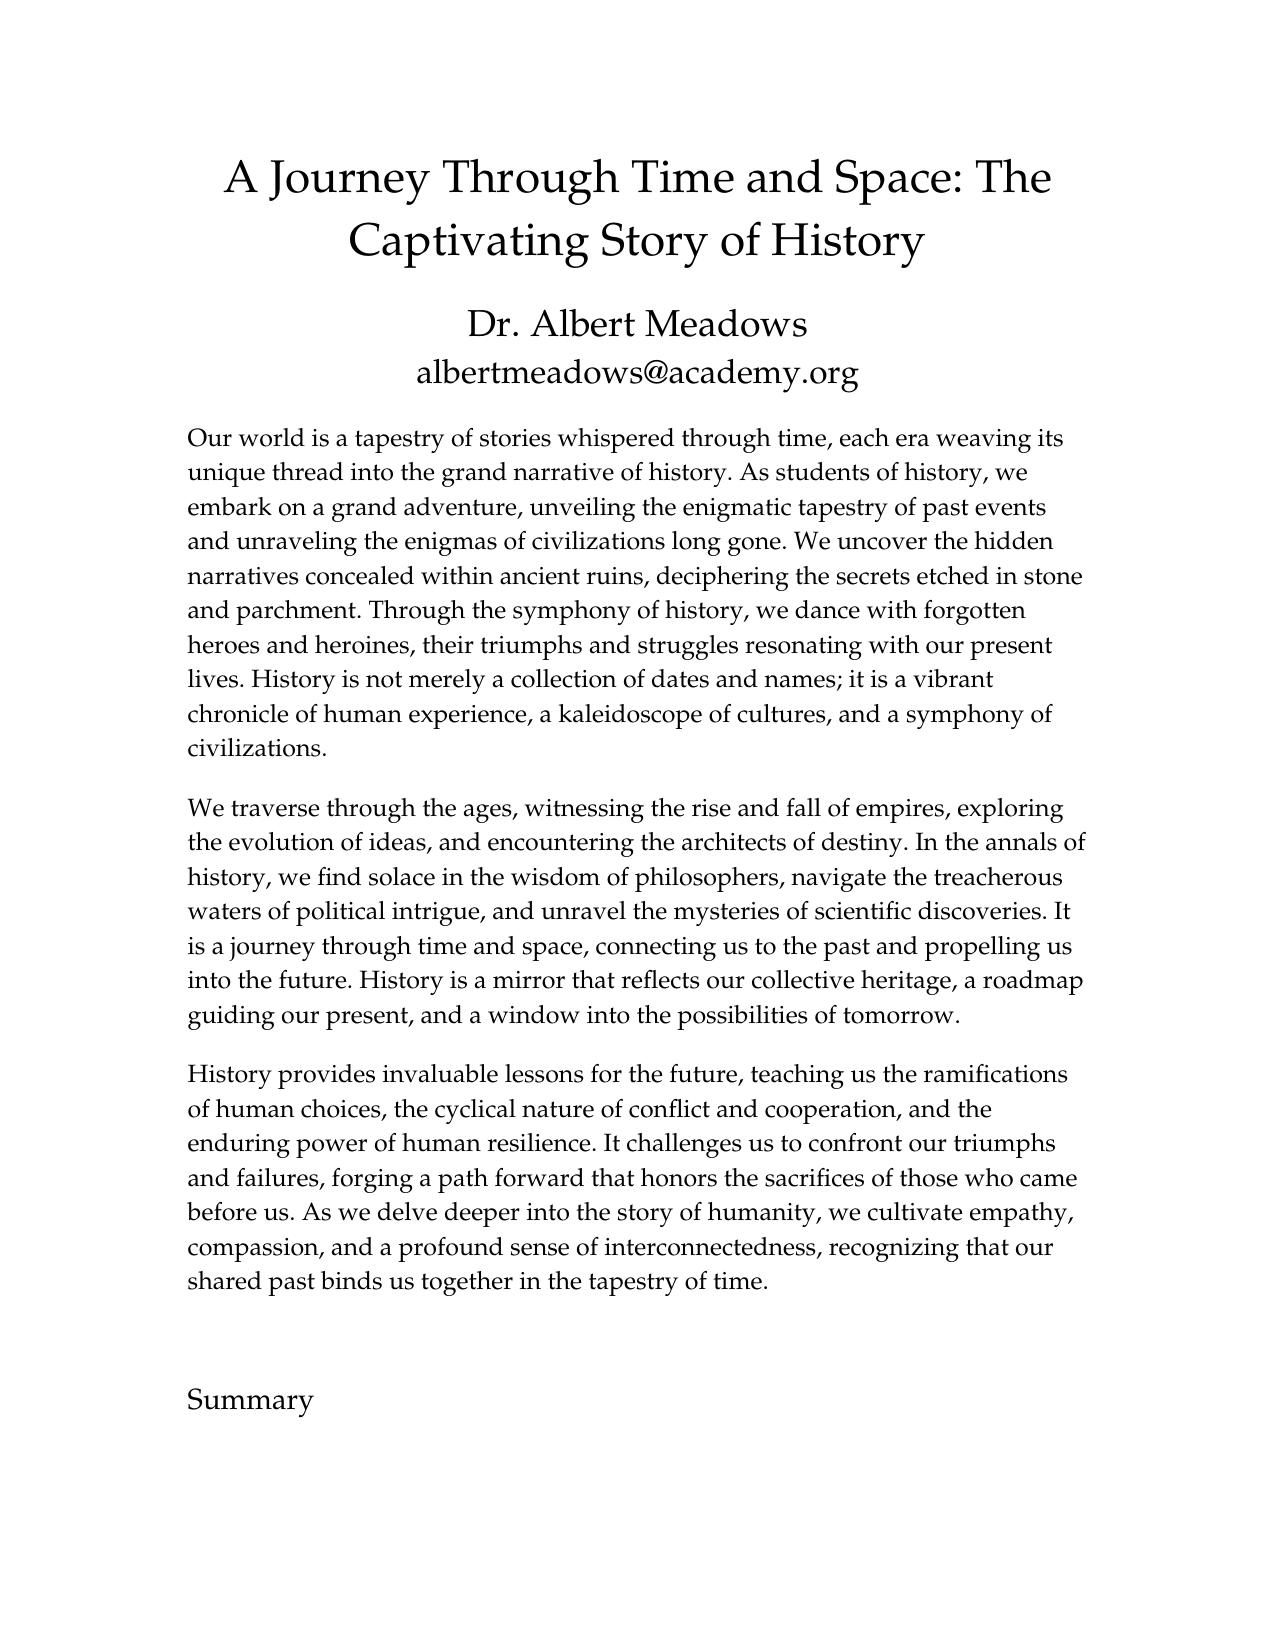 A Journey Through Time and Space: The
Captivating Story of History
Dr. Albert Meadows
albertmeadows@academy.org
Our world is a tapestry of stories whispered through time, each era weaving its
unique thread into the grand narrative of history. As students of history, we
embark on a grand adventure, unveiling the enigmatic tapestry of past events
and unraveling the enigmas of civilizations long gone. We uncover the hidden
narratives concealed within ancient ruins, deciphering the secrets etched in stone
and parchment. Through the symphony of history, we dance with forgotten
heroes and heroines, their triumphs and struggles resonating with our present
lives. History is not merely a collection of dates and names; it is a vibrant
chronicle of human experience, a kaleidoscope of cultures, and a symphony of
civilizations.
We traverse through the ages, witnessing the rise and fall of empires, exploring
the evolution of ideas, and encountering the architects of destiny. In the annals of
history, we find solace in the wisdom of philosophers, navigate the treacherous
waters of political intrigue, and unravel the mysteries of scientific discoveries. It
is a journey through time and space, connecting us to the past and propelling us
into the future. History is a mirror that reflects our collective heritage, a roadmap
guiding our present, and a window into the possibilities of tomorrow.
History provides invaluable lessons for the future, teaching us the ramifications
of human choices, the cyclical nature of conflict and cooperation, and the
enduring power of human resilience. It challenges us to confront our triumphs
and failures, forging a path forward that honors the sacrifices of those who came
before us. As we delve deeper into the story of humanity, we cultivate empathy,
compassion, and a profound sense of interconnectedness, recognizing that our
shared past binds us together in the tapestry of time.
Summary